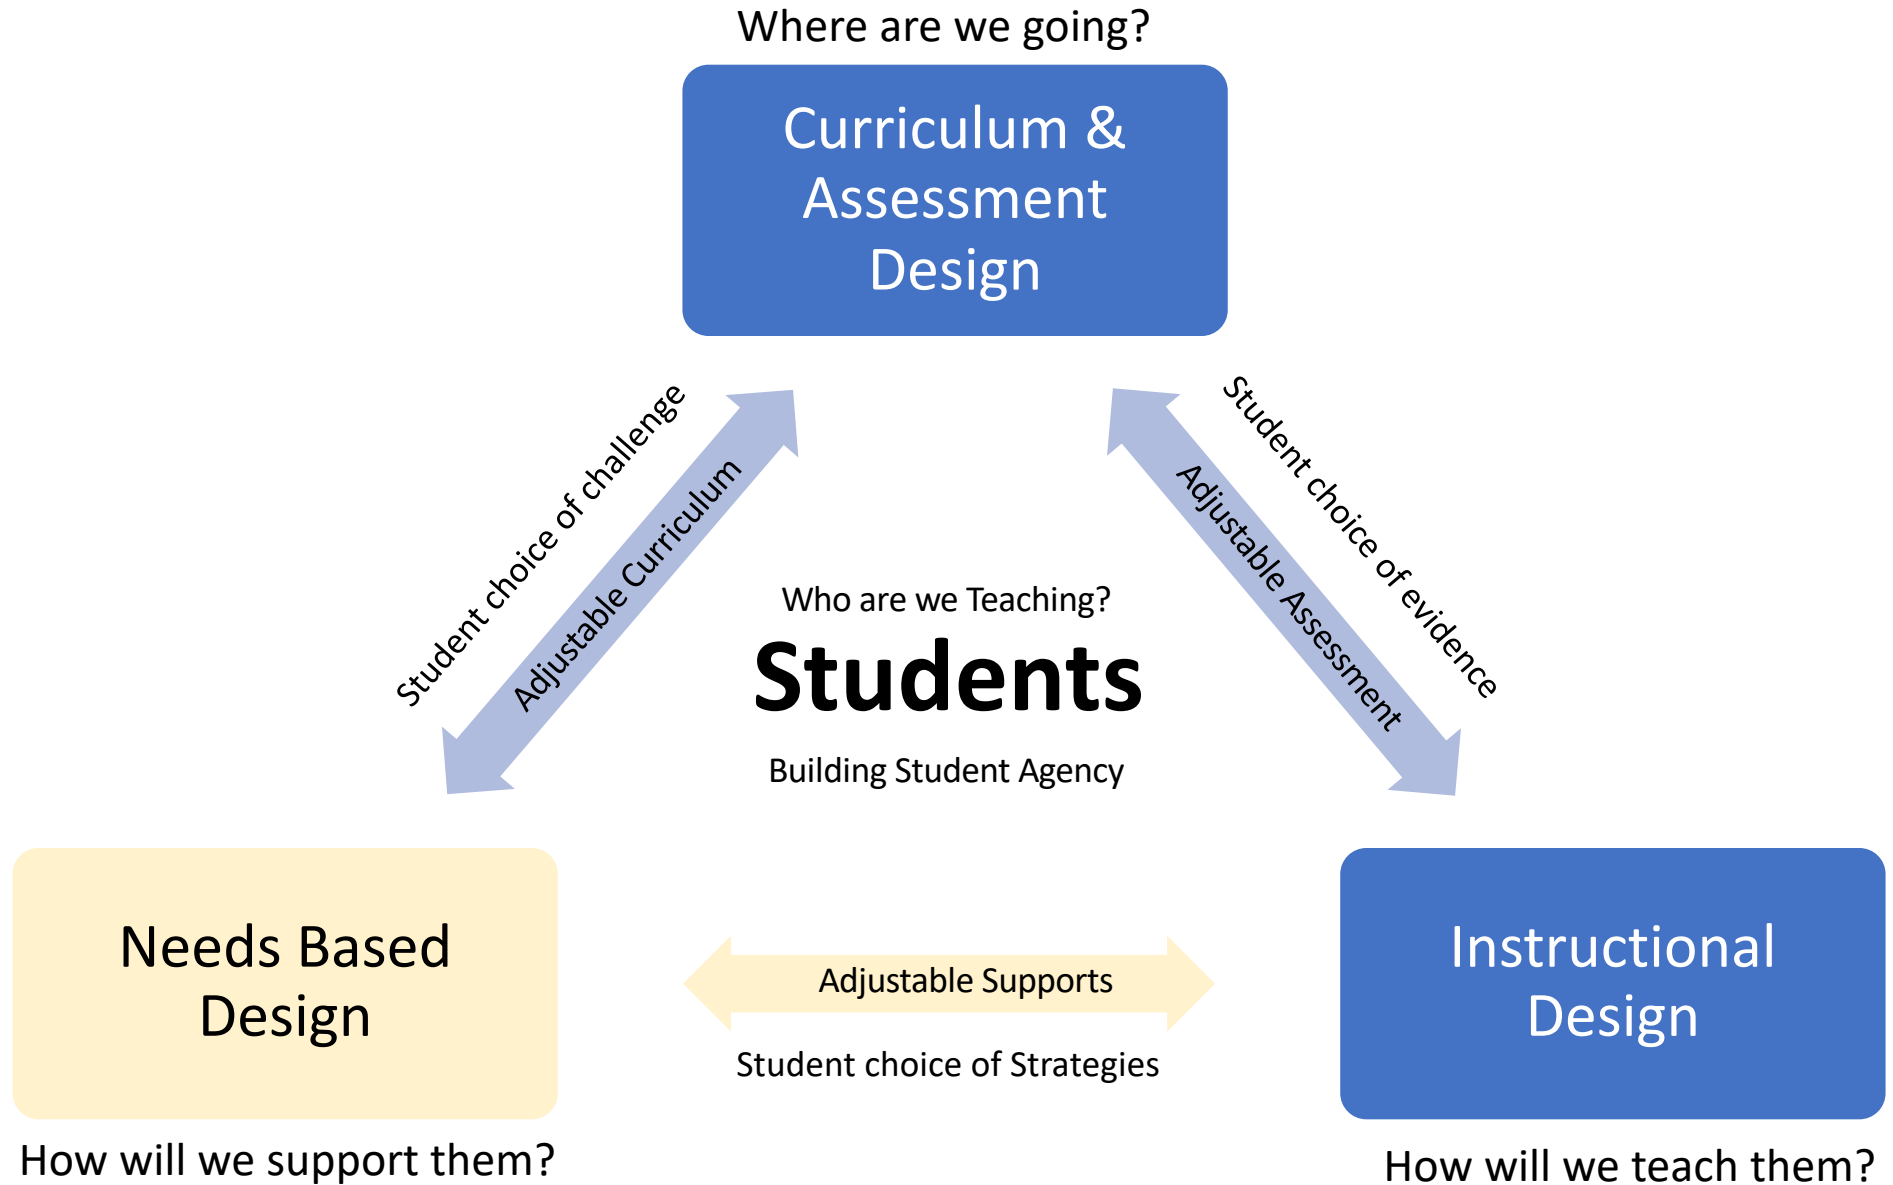 Where are we going?
Curriculum &
Assessment
Design
Student choice of challenge
Adjustable Curriculum
Adjustable Assessment
Student choice of evidence
Who are we Teaching?
Students
Building Student Agency
Needs Based
Design
Adjustable Supports
Student choice of Strategies
Instructional
Design
How will we support them?
How will we teach them?